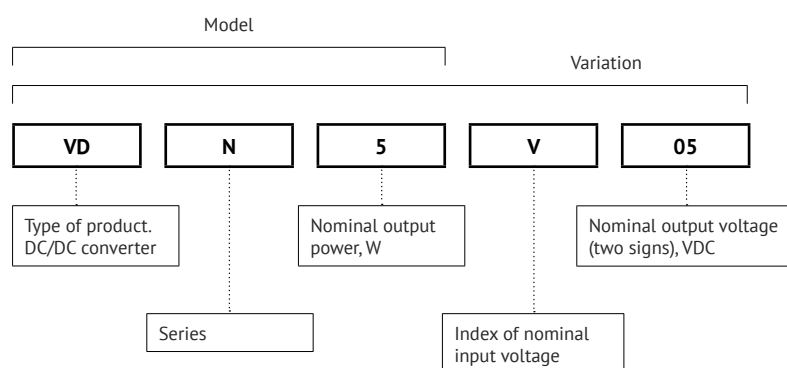 Model
Variation
VD
N
5
V
05
Type of product.
DC/DC converter
Nominal output
power, W
Nominal output voltage
(two signs), VDC
Series
Index of nominal
input voltage